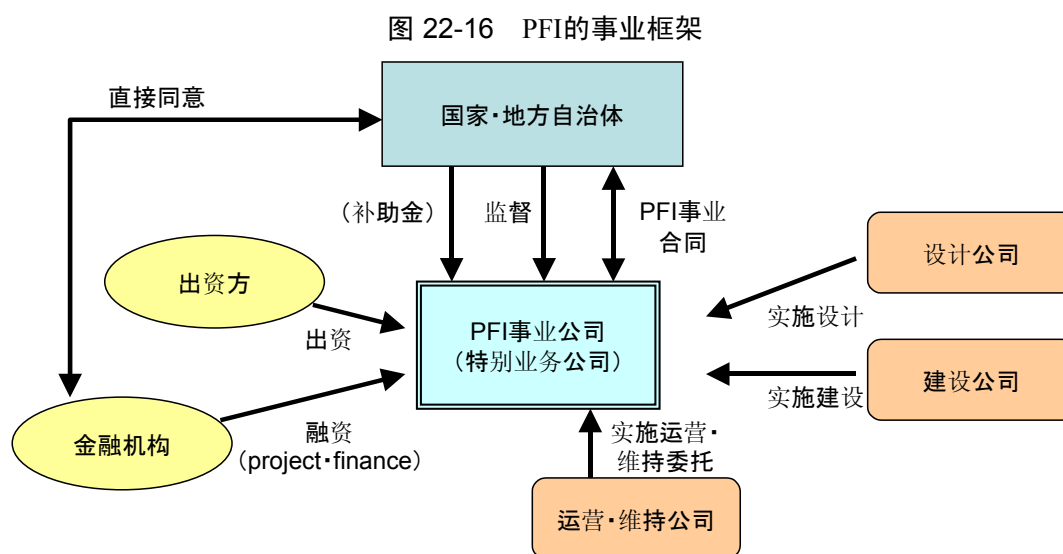 图 22-16 PFI的事业框架
直接同意
国家·地方自治体
（补助金）
监督
PFI事业
合同
设计公司
出资方
实施设计
出资
PFI事业公司
（特别业务公司）
建设公司
实施建设
金融机构
融资
（project·finance）
实施运营·
维持委托
运营·维持公司